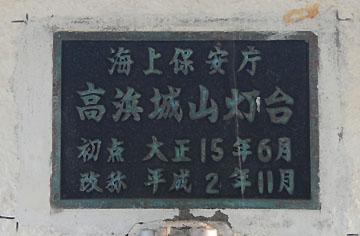 海上保安庁
高浜城山灯台
初点 大正15年6月
改称 平成2年11月